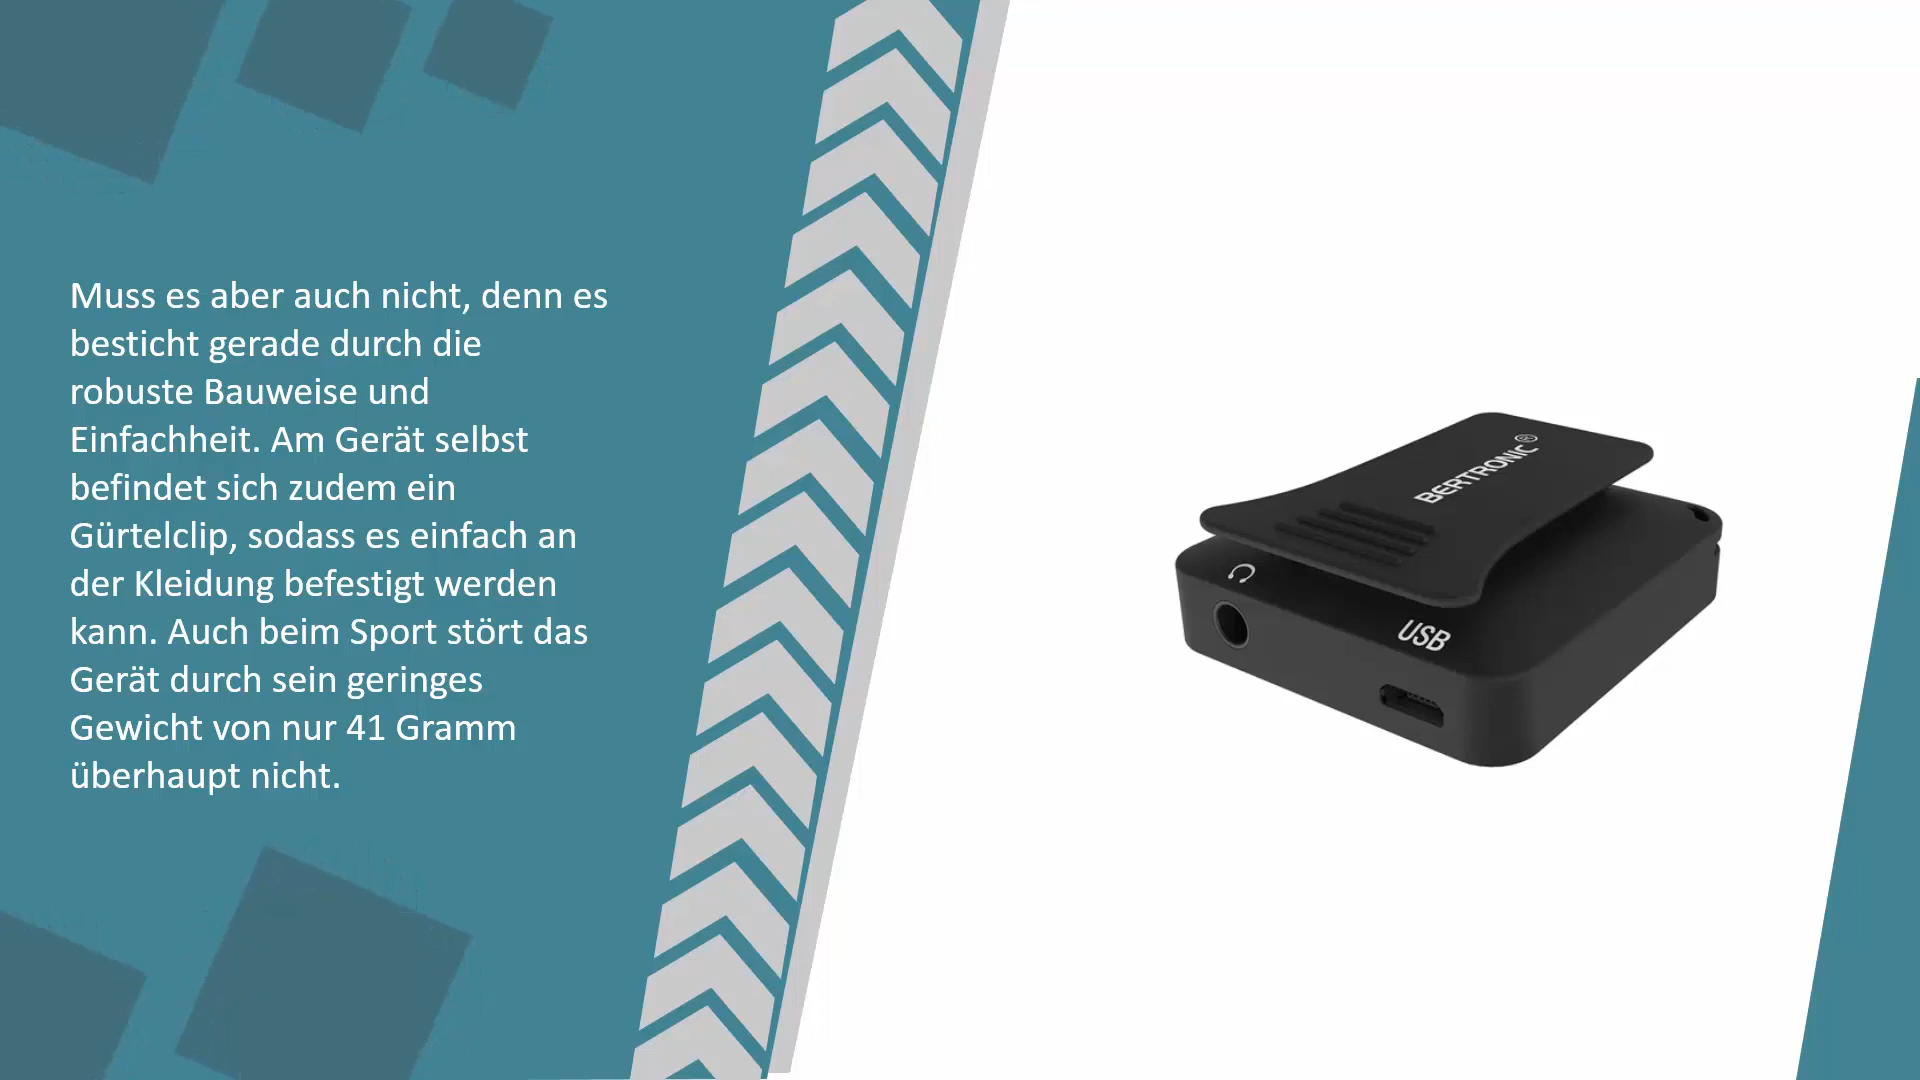 Muss es aber auch nicht, denn es
besticht gerade durch die
robuste Bauweise und
Einfachheit. Am Gerät selbst
befindet sich zudem ein
Gürtelclip, sodass es einfach an
der Kleidung befestigt werden
kann. Auch beim Sport stört das
Gerät durch sein geringes
Gewicht von nur 41 Gramm
überhaupt nicht.
BERTRONIC®
USB